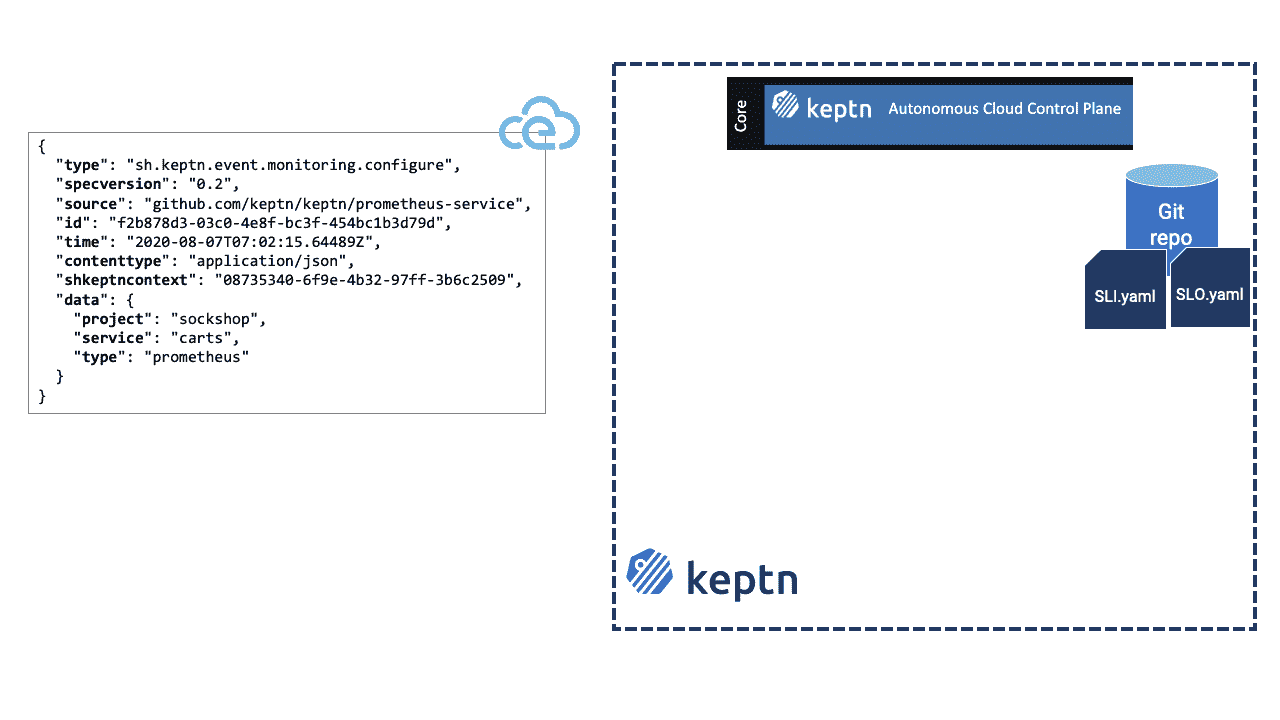 {
"type": "sh.keptn.event.monitoring.configure",
"specversion": "0.2",
"source": "github.com/keptn/keptn/prometheus-service",
"id": "f2b878d3-03c0-4e8f-bc3f-454bc1b3d79d",
"time": "2020-08-07T07:02:15.64489Z",
"contenttype": "application/json",
"shkeptncontext": "08735340-6f9e-4b32-97ff-3b6c2509",
"data": {
"project": "sockshop",
"service": "carts",
"type": "prometheus"
}
}
e
Core
keptn Autonomous Cloud Control Plane
Git
repo
SLI.yaml
SLO.yaml
keptn